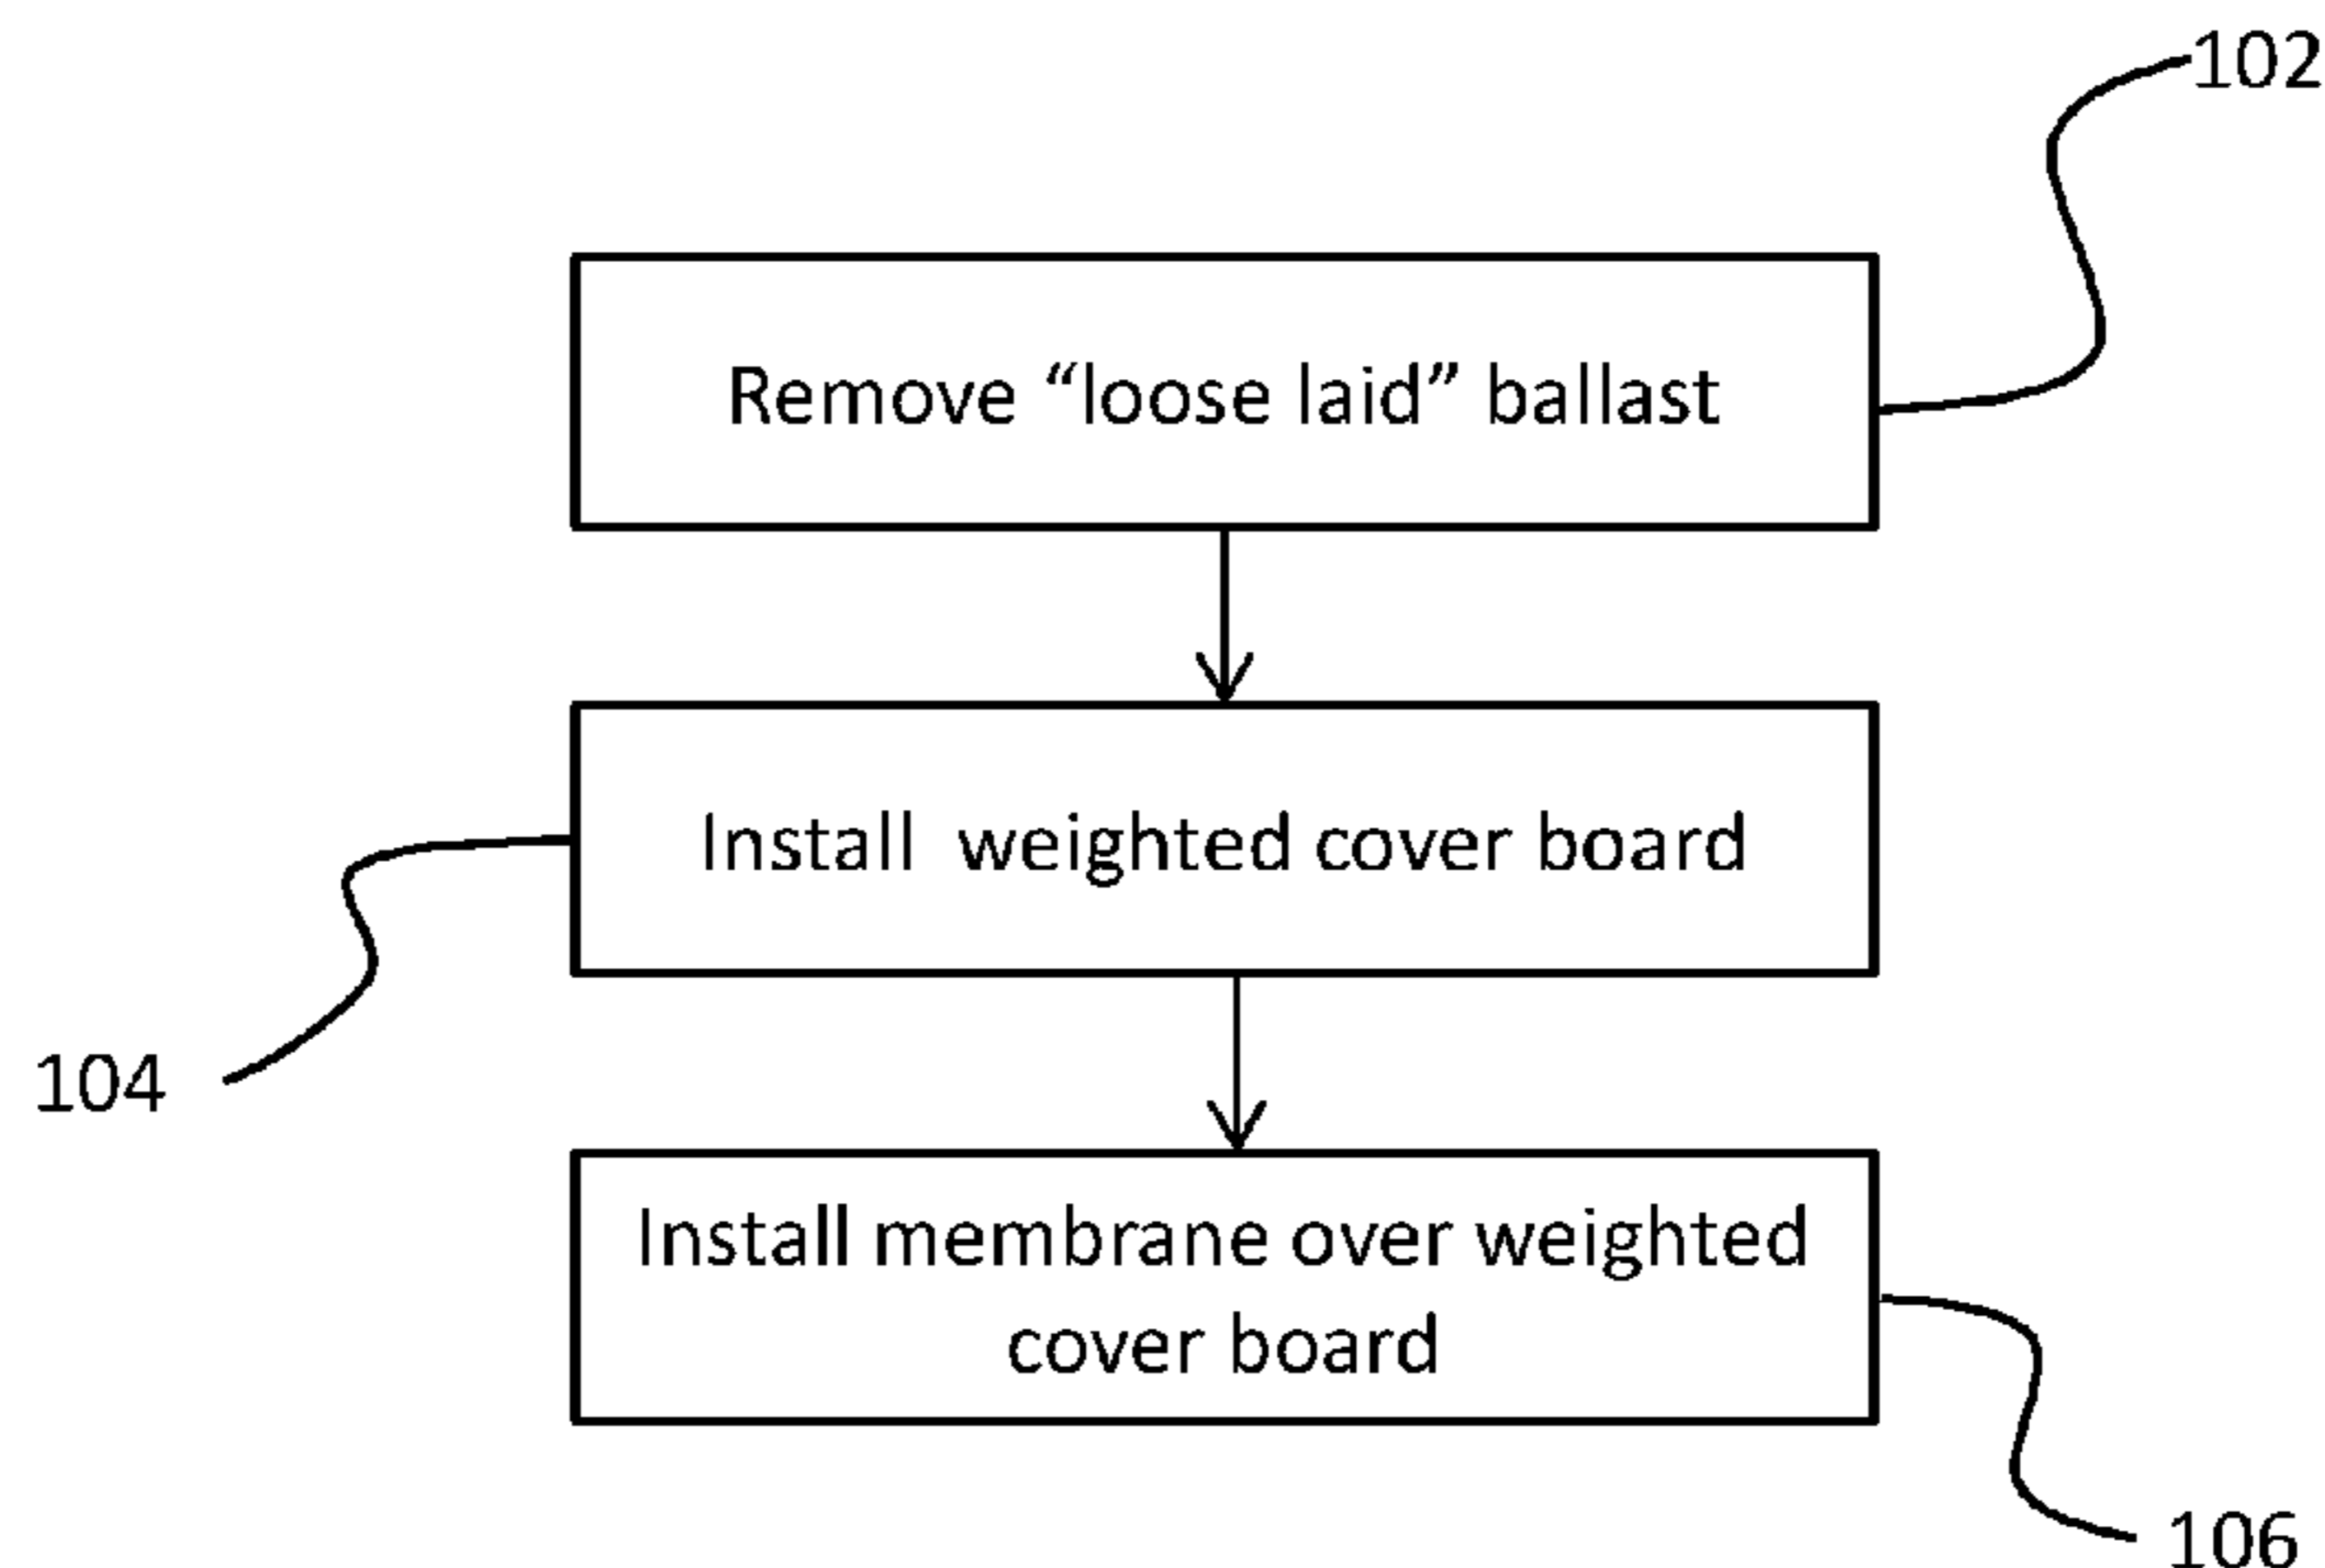 102
Remove “loose laid” ballast
Install weighted cover board
104
Install membrane over weighted
cover board
106